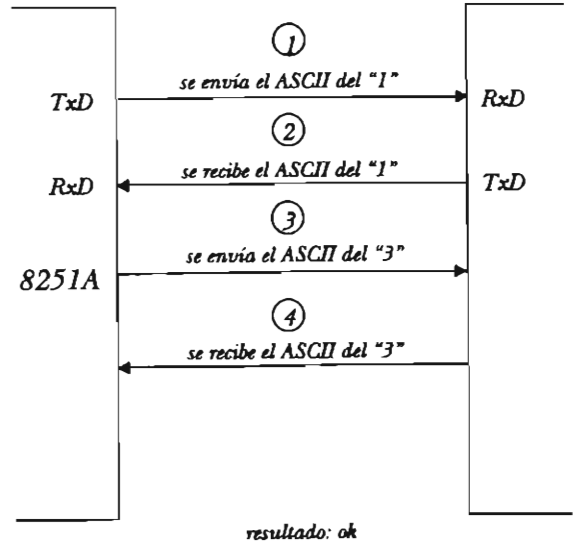 1
se envía el ASCII del "1"
TxD
RxD
2
se recibe el ASCII del "1"
RxD
TxD
3
se envía el ASCII del "3"
8251A
4
se recibe el ASCII del "3"
resultado: ok